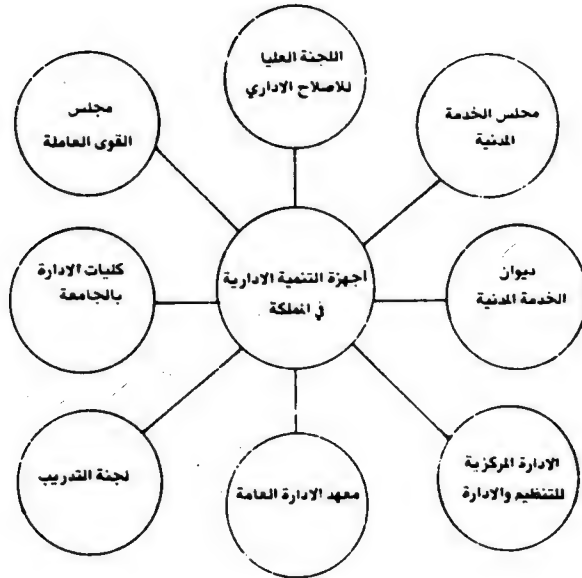 اللجنة العليا
للاصلاح الاداري
مجلس الخدمة
المدنية
مجلس
القوى العاملة
ديوان
الخدمة المدنية
اجهزة التنمية الادارية
في المملكة
كليات الادارة
بالجامعة
الادارة المركزية
للتنظيم والادارة
معهد الادارة العامة
لجنة التدريب